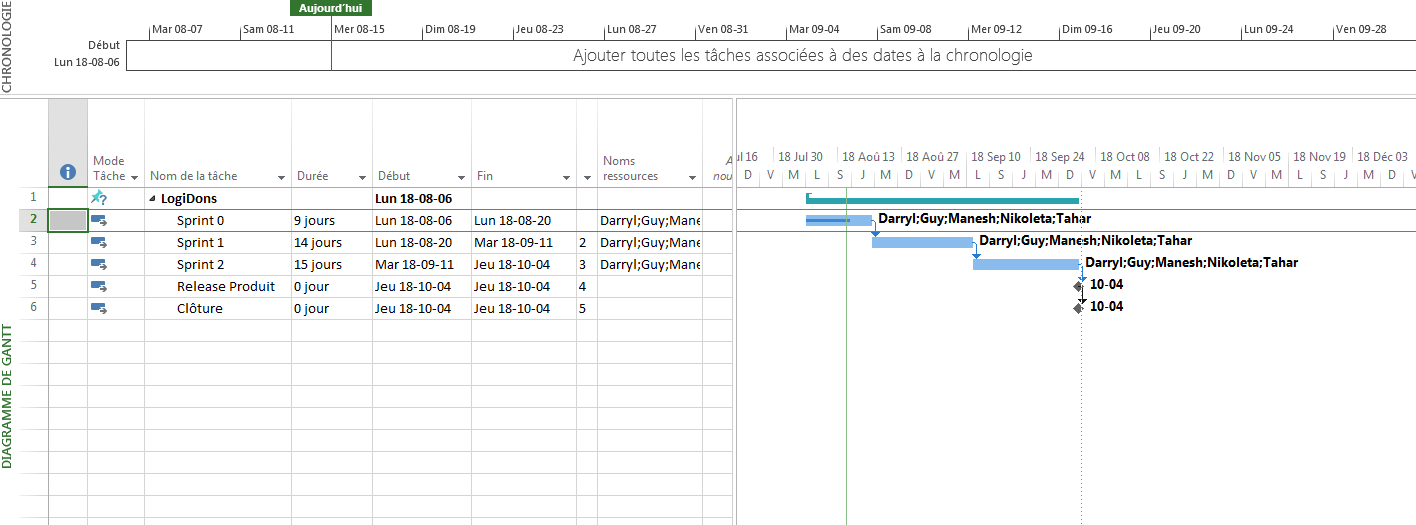 CHRONOLOGIE
Aujourd'hui
Mar 08-07 Sam 08-11 Mer 08-15 Dim 08-19 Jeu 08-23 Lun 08-27 Ven 08-31 Mar 09-04 Sam 09-08 Mer 09-12 Dim 09-16 Jeu 09-20 Lun 09-24 Ven 09-28
Début
Lun 18-08-06
Ajouter toutes les tâches associées à des dates à la chronologie
DIAGRAMME DE GANTT
Mode Tâche Nom de la tâche Durée Début Fin Noms ressources A nou
ul 16 18 Jul 30 18 Aoû 13 18 Aoû 27 18 Sep 10 18 Sep 24 18 Oct 08 18 Oct 22 18 Nov 05 18 Nov 19 18 Déc 03
D V M L S J M D V M L S J M D V M L S J M D V M L S J M D V M
1 LogiDons Lun 18-08-06
2 Sprint 0 9 jours Lun 18-08-06 Lun 18-08-20 Darryl;Guy;Mane Darryl;Guy;Manesh;Nikoleta;Tahar
3 Sprint 1 14 jours Lun 18-08-20 Mar 18-09-11 2 Darryl;Guy;Mane Darryl;Guy;Manesh;Nikoleta;Tahar
4 Sprint 2 15 jours Mar 18-09-11 Jeu 18-10-04 3 Darryl;Guy;Mane Darryl;Guy;Manesh;Nikoleta;Tahar
5 Release Produit 0 jour Jeu 18-10-04 Jeu 18-10-04 4 10-04
6 Clôture 0 jour Jeu 18-10-04 Jeu 18-10-04 5 10-04